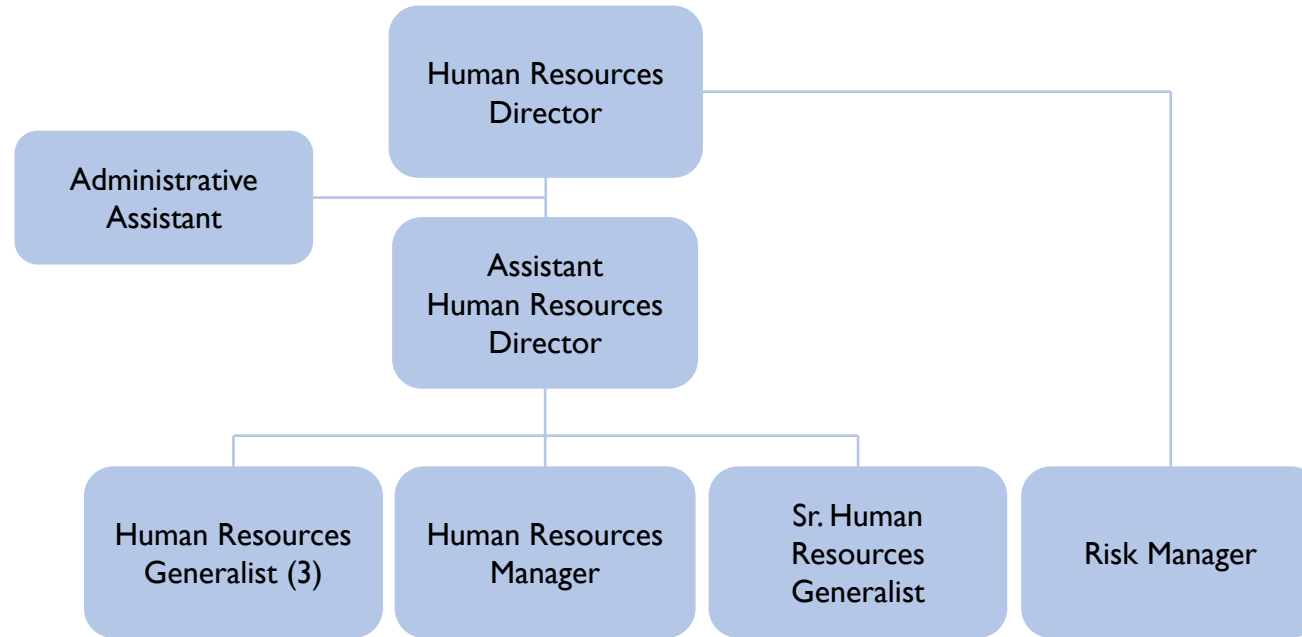 Human Resources
Director
Administrative
Assistant
Assistant
Human Resources
Director
Human Resources
Generalist (3)
Human Resources
Manager
Sr. Human
Resources
Generalist
Risk Manager